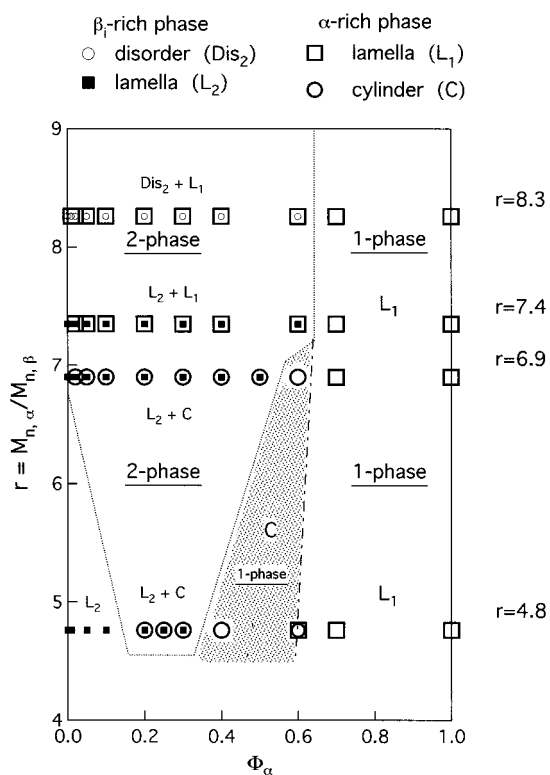 βi-rich phase α-rich phase
disorder (Dis2) lamella (L1)
lamella (L2) cylinder (C)
9
Dis2 + L1
r=8.3
2-phase 1-phase
8
L2 + L1 L1
r=7.4
7
r=6.9
L2 + C
r = Mn, α/Mn, β
2-phase 1-phase
6
C
1-phase
L2 L2 + C L1
5
r=4.8
4
0.0 0.2 0.4 0.6 0.8 1.0
Φα